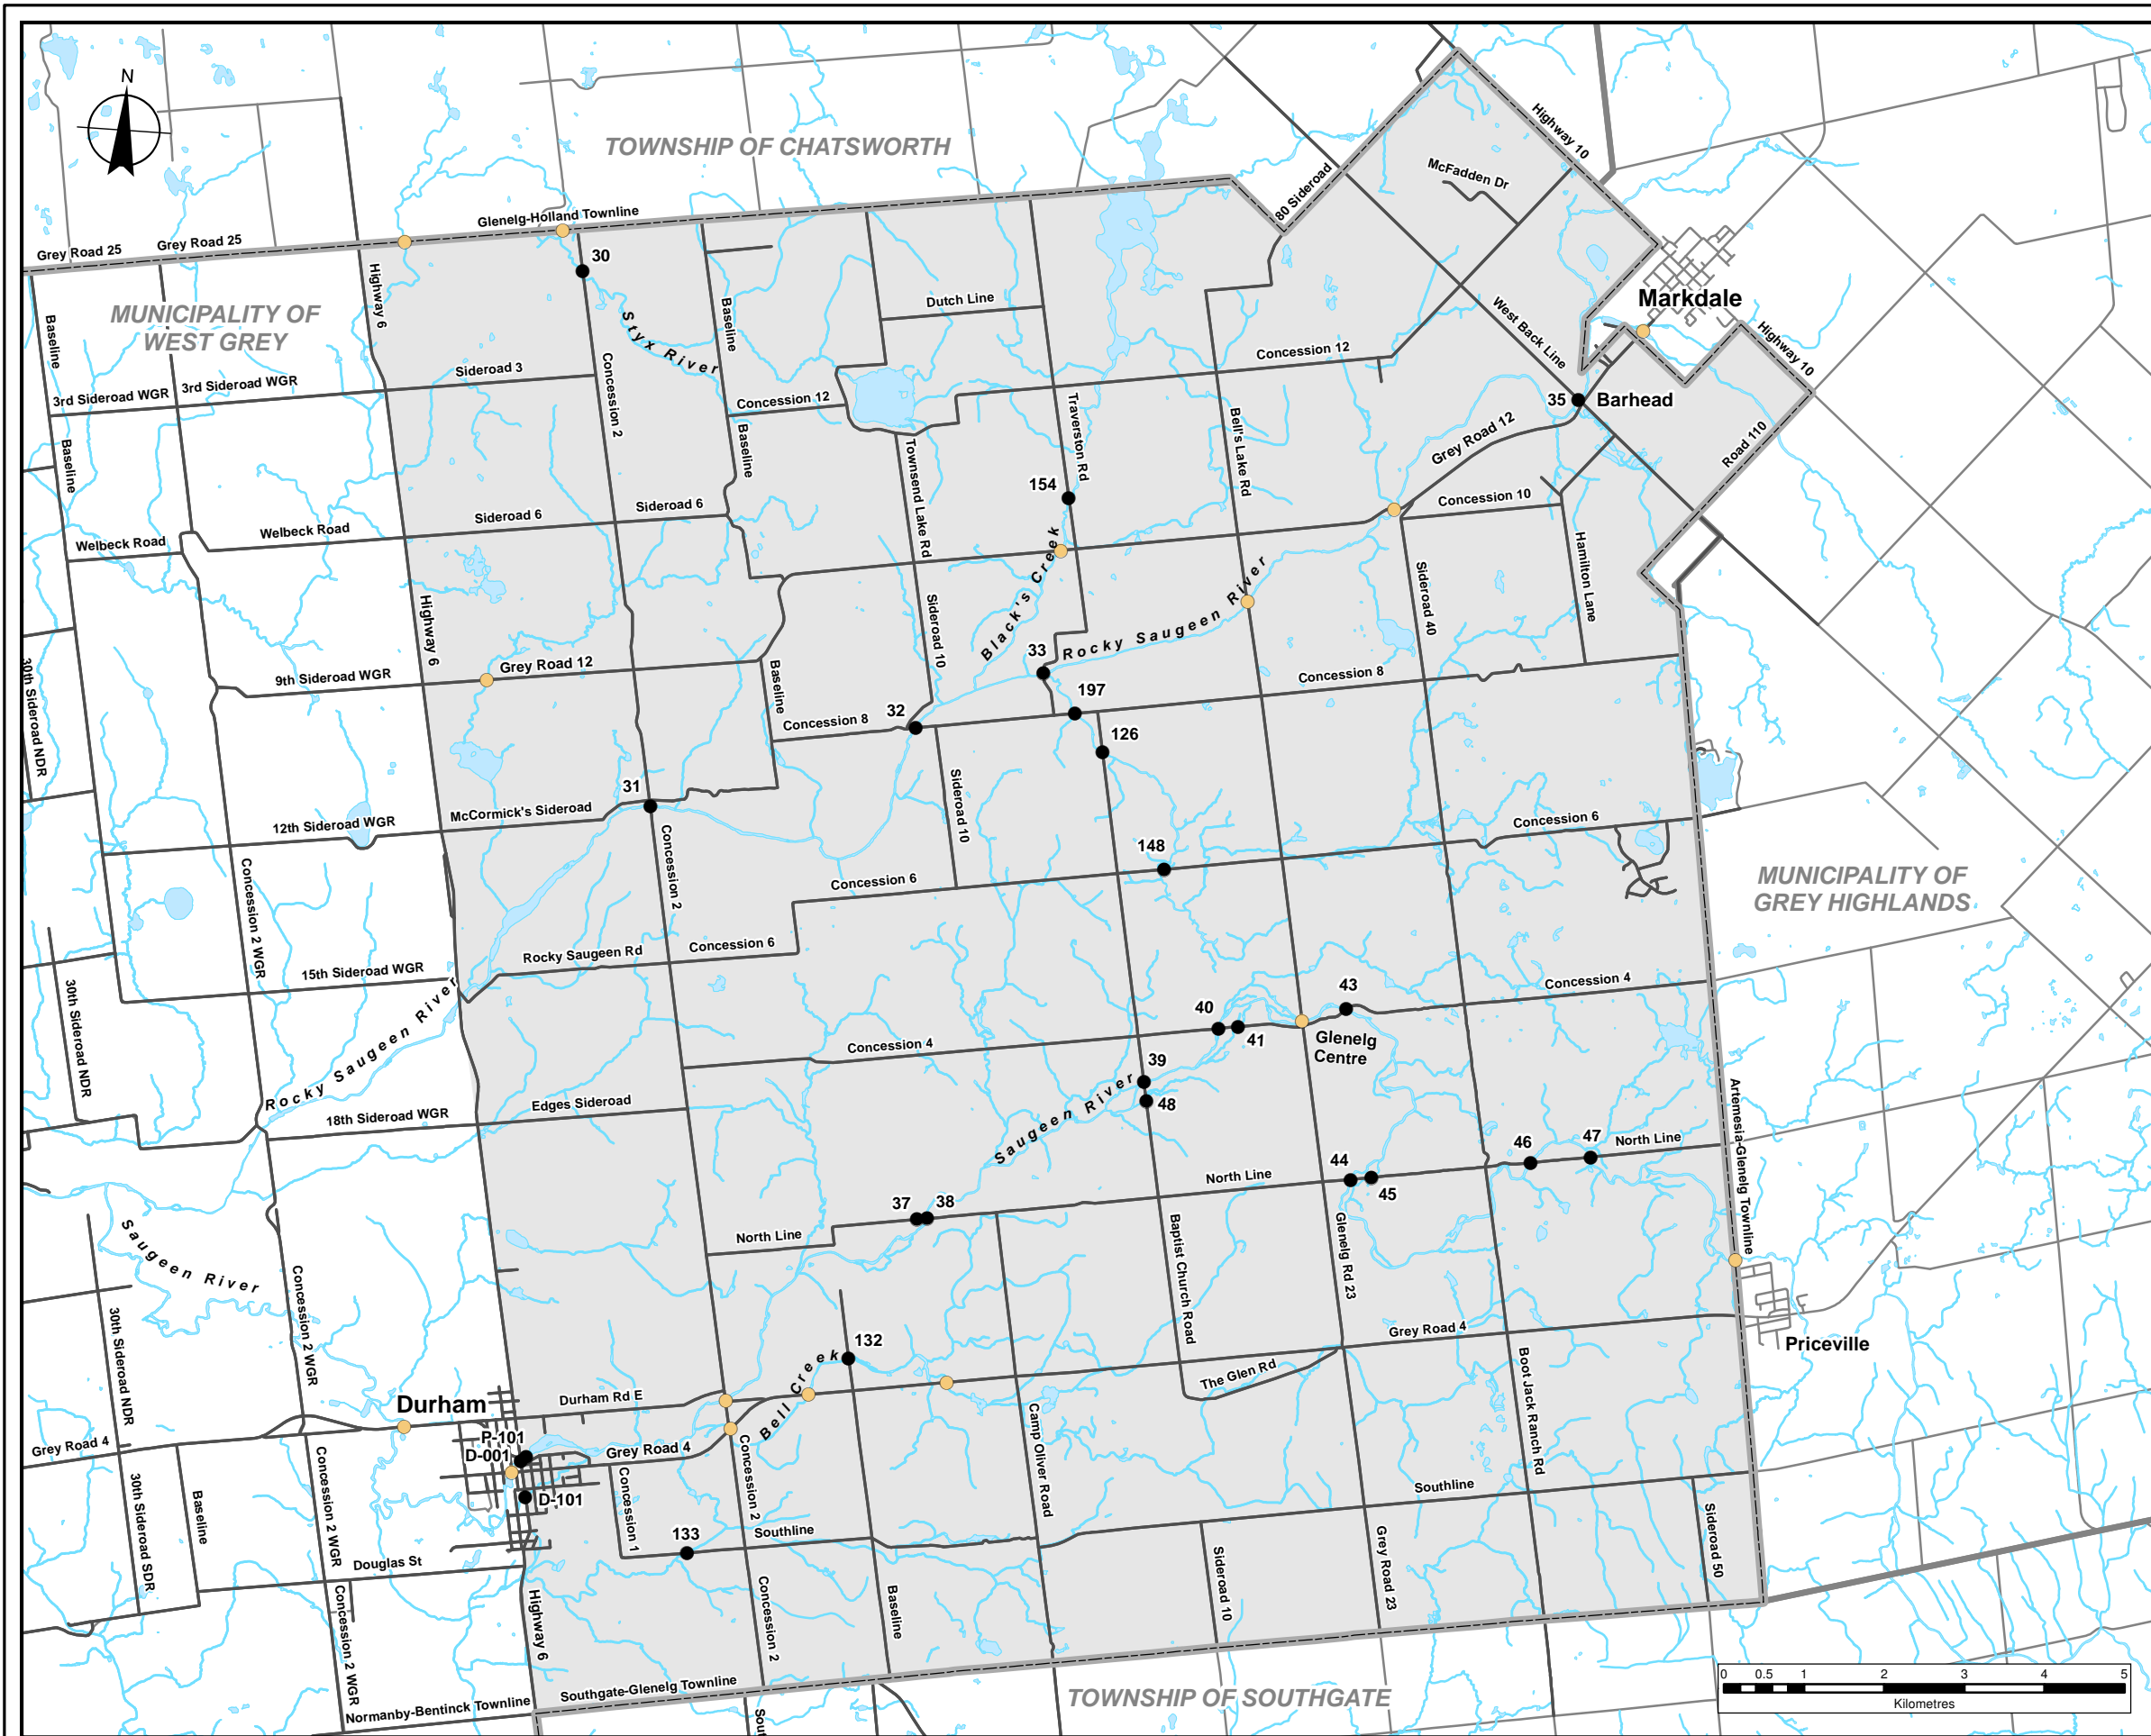 N
TOWNSHIP OF CHATSWORTH
Highway 10
McFadden Dr
80 Sideroad
Glenelg-Holland Townline
Grey Road 25
Grey Road 25
30
Highway 6
MUNICIPALITY OF
WEST GREY
Baseline
Styx River
Baseline
Dutch Line
Markdale
West Back Line
Highway 10
Concession 12
Sideroad 3
Concession 2
3rd Sideroad WGR
3rd Sideroad WGR
Concession 12
35
Barhead
Baseline
Baseline
Townsend Lake Rd
Traverston Rd
Bell's Lake Rd
Grey Road 12
Road 110
154
Concession 10
Sideroad 6
Sideroad 6
Welbeck Road
Welbeck Road
Black's Creek
Hamilton Lane
Sideroad 40
Highway 6
Sideroad 10
Rocky Saugeen River
33
Grey Road 12
9th Sideroad WGR
30th Sideroad NDR
Baseline
Concession 8
197
32
Concession 8
126
31
Sideroad 10
McCormick's Sideroad
12th Sideroad WGR
Concession 6
148
Concession 2
Concession 2 WGR
Concession 6
MUNICIPALITY OF
GREY HIGHLANDS
Concession 6
Rocky Saugeen Rd
15th Sideroad WGR
30th Sideroad NDR
Concession 4
43
40
41
Glenelg
Centre
Concession 4
Rocky Saugeen River
39
48
Saugeen River
Edges Sideroad
18th Sideroad WGR
Artemesia-Glenelg Townline
46
47
North Line
44
45
North Line
37
38
North Line
Saugeen River
Baptist Church Road
Glenelg Rd 23
Concession 2 WGR
30th Sideroad NDR
132
Grey Road 4
Priceville
Bell Creek
The Glen Rd
Boot Jack Ranch Rd
Durham Rd E
Durham
P-101
D-001
Grey Road 4
Grey Road 4
Camp Oliver Road
Concession 2
Concession 1
D-101
Southline
133
Southline
Concession 2 WGR
30th Sideroad SDR
Baseline
Douglas St
Sideroad 10
Grey Road 23
Sideroad 50
Concession 2
Baseline
Highway 6
Concession 2 WGR
Southgate-Glenelg Townline
Normanby-Bentinck Townline
TOWNSHIP OF SOUTHGATE
0 0.5 1 2 3 4 5
Kilometres